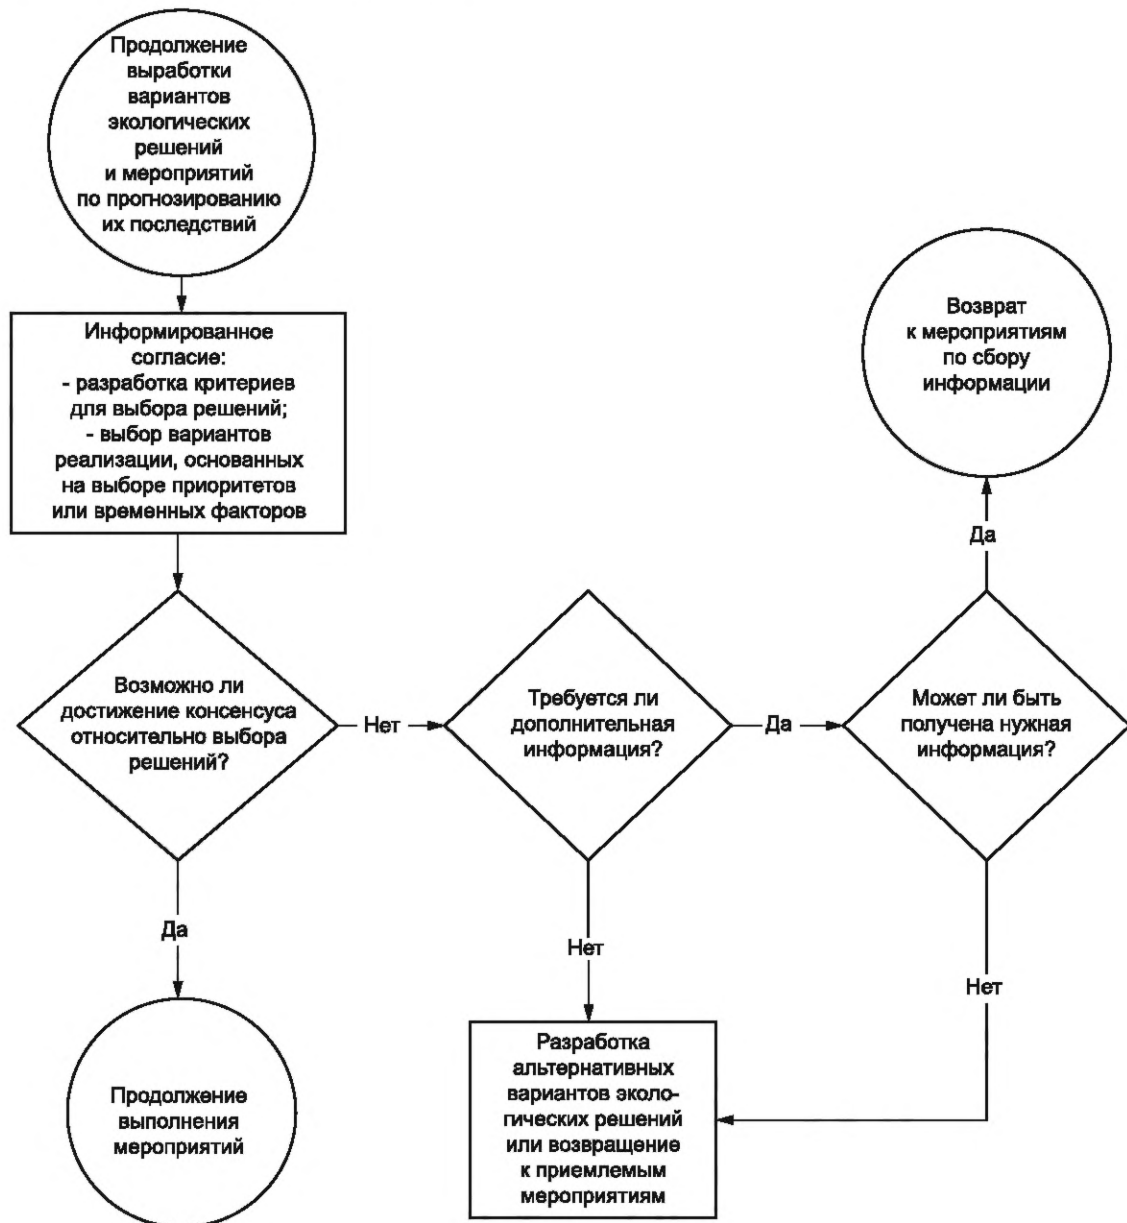 Продолжение
выработки
вариантов
экологических
решений
и мероприятий
по прогнозированию
их последствий
Информированное
согласие:
- разработка критериев
для выбора решений;
- выбор вариантов
реализации, основанных
на выборе приоритетов
или временных факторов
Возврат
к мероприятиям
по сбору
информации
Да
Возможно ли
достижение консенсуса
относительно выбора
решений?
Нет
Требуется ли
дополнительная
информация?
Да
Может ли быть
получена нужная
информация?
Да
Нет
Нет
Продолжение
выполнения
мероприятий
Разработка
альтернативных
вариантов эколо-
гических решений
или возвращение
к приемлемым
мероприятиям